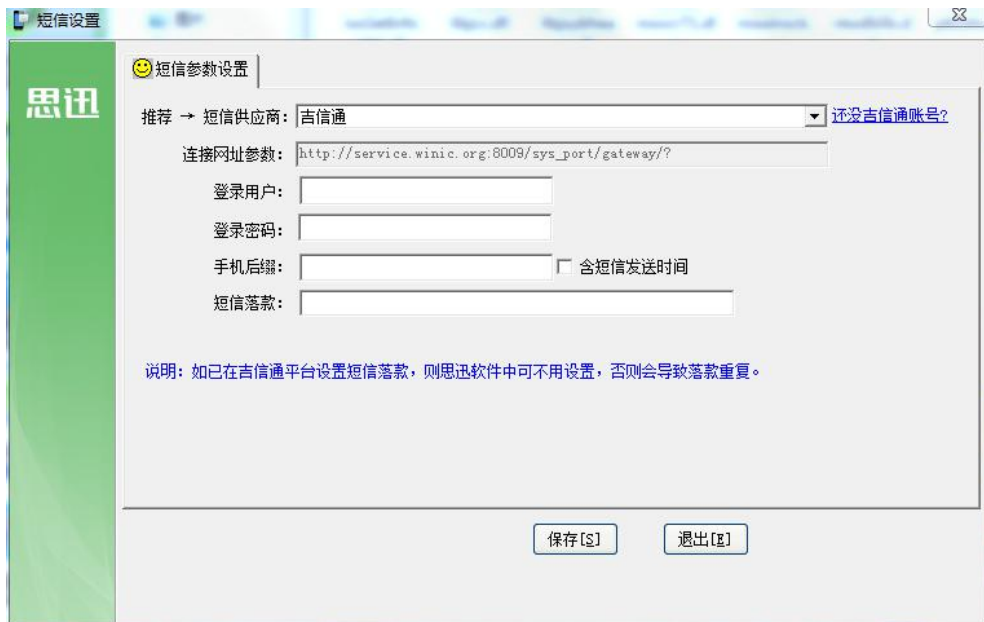 短信设置
思迅
短信参数设置
推荐 → 短信供应商： 吉信通 还没吉信通账号?
连接网址参数： http://service.winic.org:8009/sys_port/gateway/?
登录用户：
登录密码：
手机后缀： 含短信发送时间
短信落款：
说明：如已在吉信通平台设置短信落款，则思迅软件中可不用设置，否则会导致落款重复。
保存[S] 退出[E]